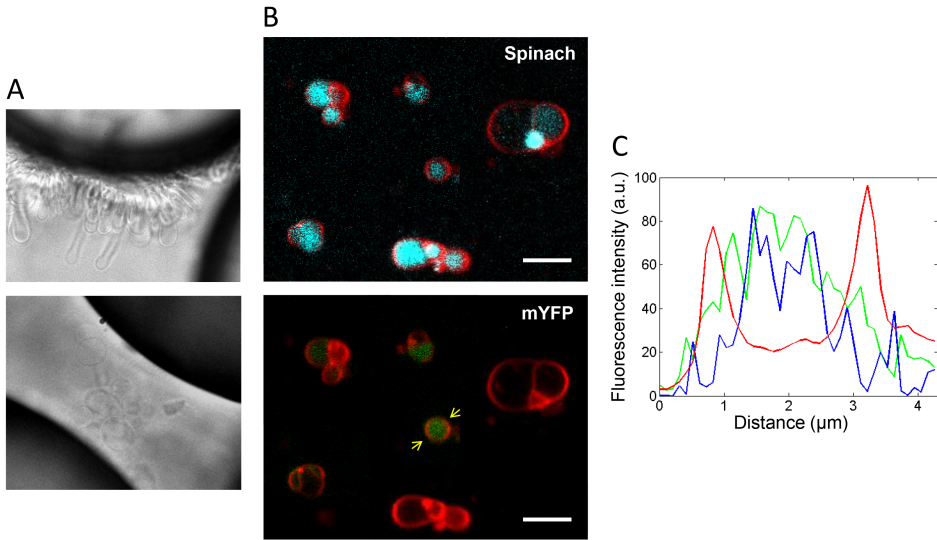 A
B
Spinach
mYFP
C
Fluorescence intensity (a.u.)
100
80
60
40
20
0
0 1 2 3 4
Distance (µm)